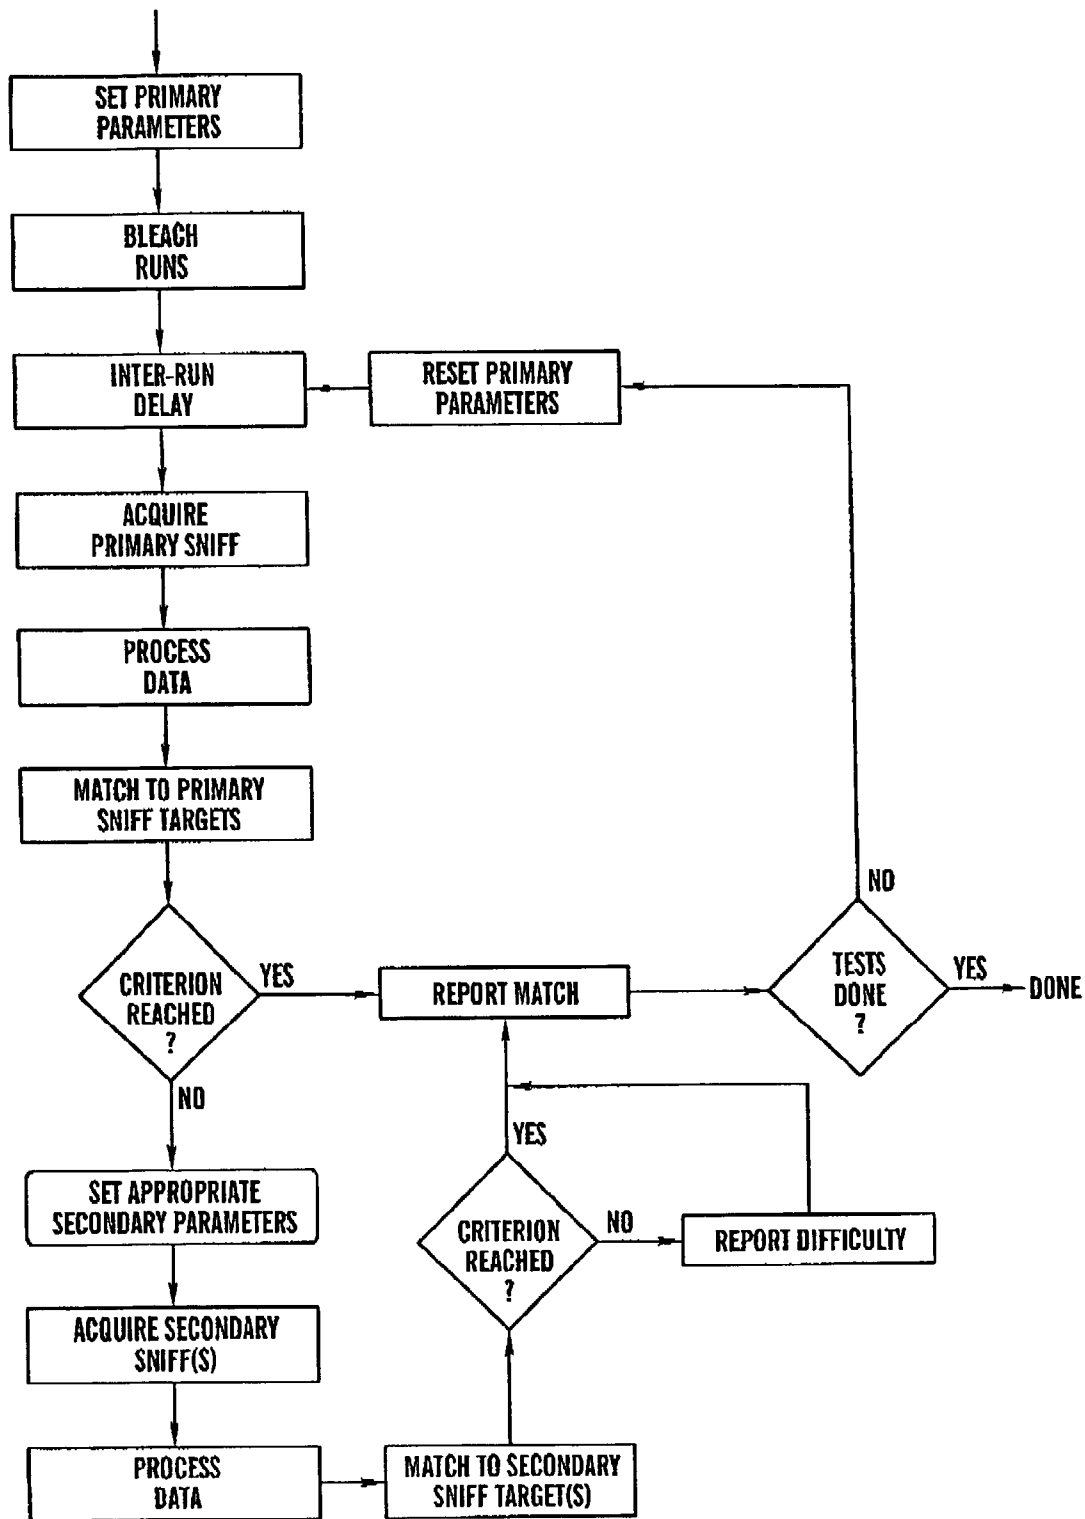 SET PRIMARY
PARAMETERS
BLEACH
RUNS
INTER-RUN
DELAY
RESET PRIMARY
PARAMETERS
ACQUIRE
PRIMARY SNIFF
PROCESS
DATA
MATCH TO PRIMARY
SNIFF TARGETS
CRITERION
REACHED
?
YES
NO
REPORT MATCH
TESTS
DONE
?
NO
YES
DONE
SET APPROPRIATE
SECONDARY PARAMETERS
ACQUIRE SECONDARY
SNIFF(S)
PROCESS
DATA
MATCH TO SECONDARY
SNIFF TARGET(S)
CRITERION
REACHED
?
YES
NO
REPORT DIFFICULTY